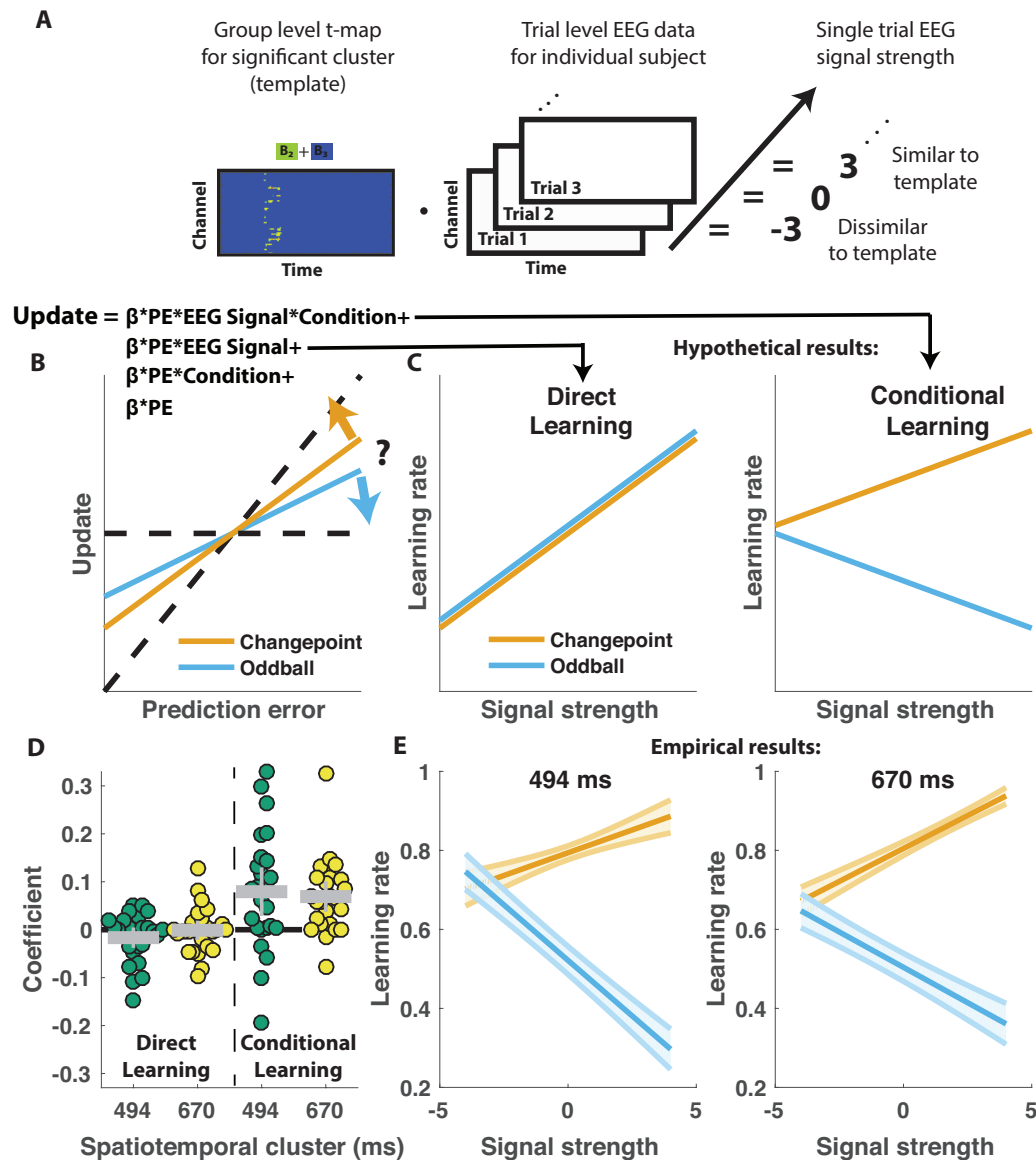 A
Group level t-map
for significant cluster
(template)
Trial level EEG data
for individual subject
Single trial EEG
signal strength
B₂ + B₃
Channel
Time
•
Channel
Trial 3
Trial 2
Trial 1
Time
= 3
= 0
= -3
Similar to
template
Dissimilar
to template
Update = β*PE*EEG Signal*Condition+
β*PE*EEG Signal+
β*PE*Condition+
β*PE
B
?
Update
Changepoint
Oddball
Prediction error
C
Hypothetical results:
Direct
Learning
Learning rate
Changepoint
Oddball
Signal strength
Conditional
Learning
Learning rate
Signal strength
D
0.3
0.2
0.1
0
-0.1
-0.2
-0.3
Coefficient
Direct
Learning
Conditional
Learning
494 670 494 670
Spatiotemporal cluster (ms)
E
Empirical results:
494 ms
1
0.8
0.6
0.4
0.2
Learning rate
-5 0 5
Signal strength
670 ms
1
0.8
0.6
0.4
0.2
Learning rate
-5 0 5
Signal strength